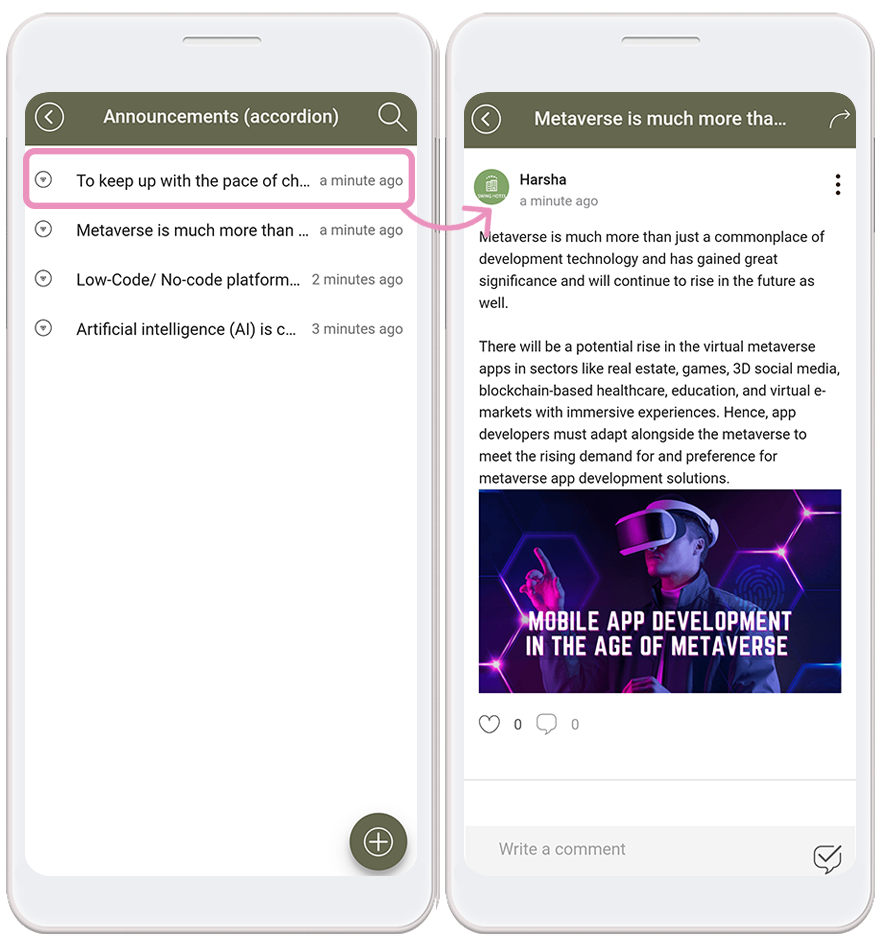 Announcements (accordion)
To keep up with the pace of ch... a minute ago
Metaverse is much more than ... a minute ago
Low-Code/ No-code platform... 2 minutes ago
Artificial intelligence (AI) is c... 3 minutes ago
Metaverse is much more tha...
SWING HOTEL
Harsha
a minute ago
Metaverse is much more than just a commonplace of
development technology and has gained great
significance and will continue to rise in the future as
well.
There will be a potential rise in the virtual metaverse
apps in sectors like real estate, games, 3D social media,
blockchain-based healthcare, education, and virtual e-
markets with immersive experiences. Hence, app
developers must adapt alongside the metaverse to
meet the rising demand for and preference for
metaverse app development solutions.
MOBILE APP DEVELOPMENT
IN THE AGE OF METAVERSE
0 0
Write a comment